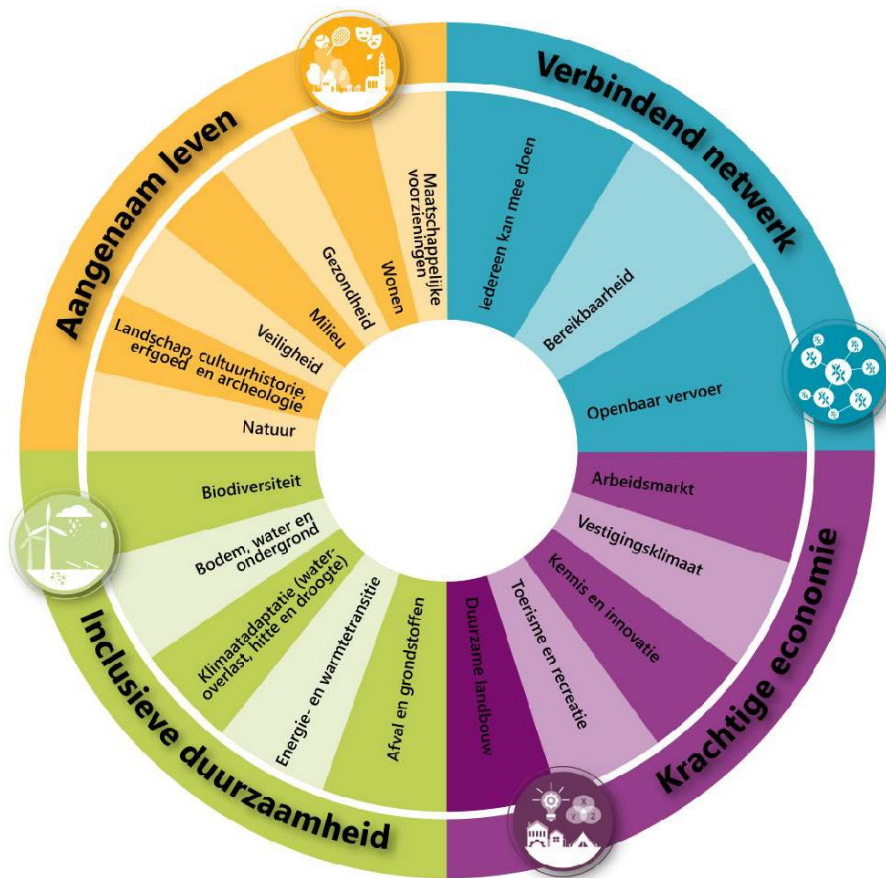 Aangenaam leven
Maatschappelijke
voorzieningen
Wonen
Gezondheid
Milieu
Veiligheid
Landschap, cultuurhistorie,
erfgoed en archeologie
Natuur
Verbindend netwerk
Iedereen kan mee doen
Bereikbaarheid
Openbaar vervoer
Krachtige economie
Arbeidsmarkt
Vestigingsklimaat
Kennis en innovatie
Toerisme en recreatie
Duurzame landbouw
X
Y
Z
Inclusieve duurzaamheid
Biodiversiteit
Bodem, water en
ondergrond
Klimaatadaptatie (water-
overlast, hitte en droogte)
Energie- en warmtetransitie
Afval en grondstoffen